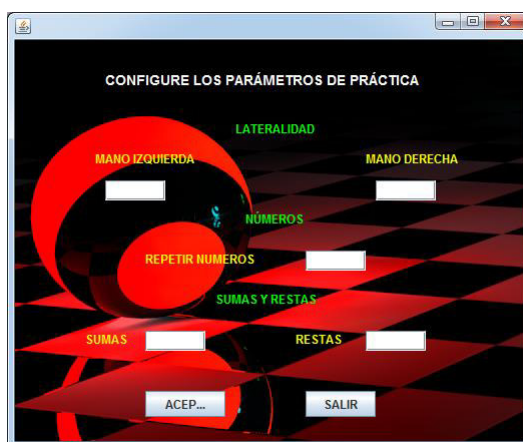 CONFIGURE LOS PARÁMETROS DE PRÁCTICA
LATERALIDAD
MANO IZQUIERDA MANO DERECHA
NÚMEROS
REPETIR NUMEROS
SUMAS Y RESTAS
SUMAS RESTAS
ACEP... SALIR